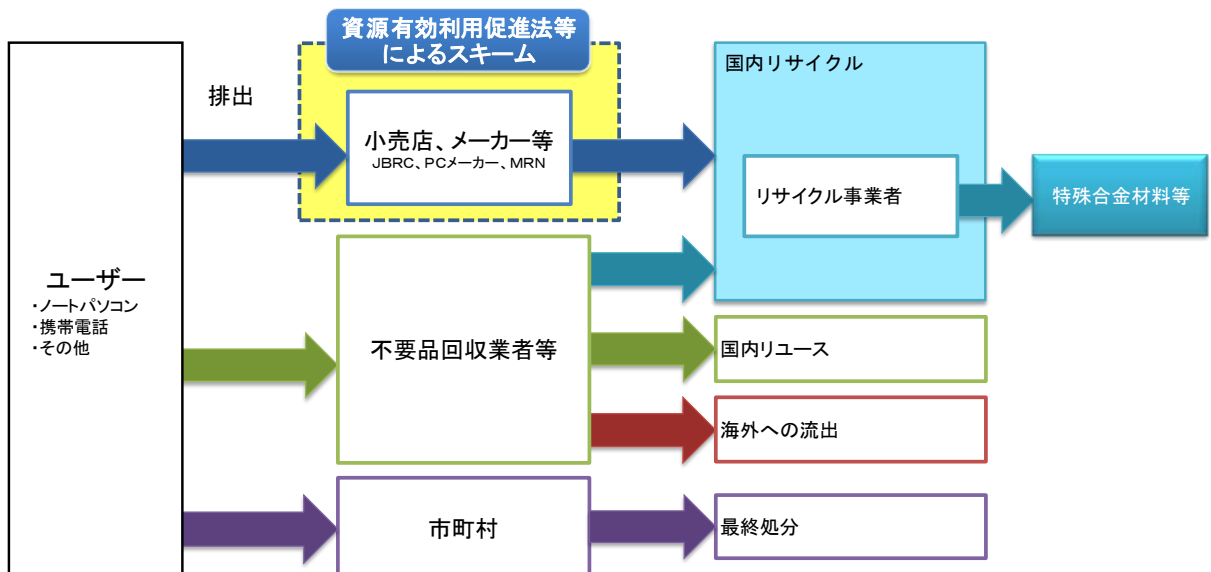 資源有効利用促進法等
によるスキーム
排出
小売店、メーカー等
JBRC、PCメーカー、MRN
国内リサイクル
リサイクル事業者
特殊合金材料等
ユーザー
・ノートパソコン
・携帯電話
・その他
不要品回収業者等
国内リユース
海外への流出
市町村
最終処分